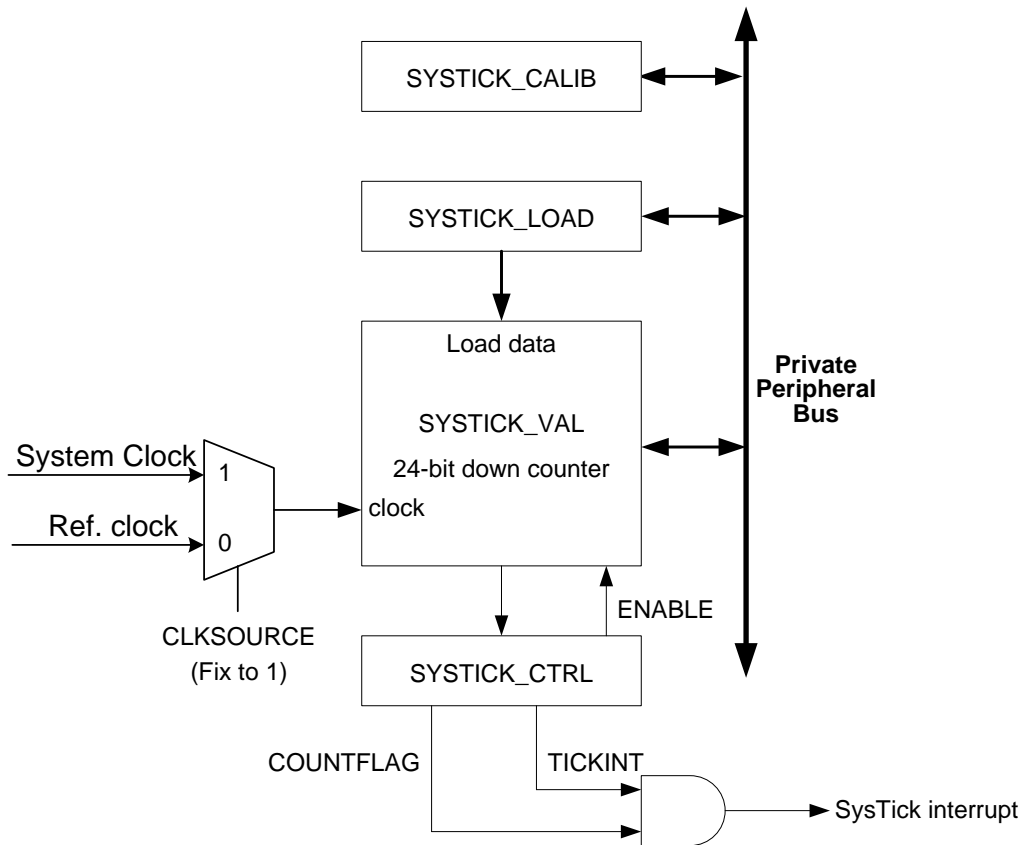 SYSTICK_CALIB
SYSTICK_LOAD
Load data
Private
Peripheral
Bus
SYSTICK_VAL
24-bit down counter
System Clock
1
clock
Ref. clock
0
ENABLE
CLKSOURCE
(Fix to 1)
SYSTICK_CTRL
COUNTFLAG
TICKINT
SysTick interrupt